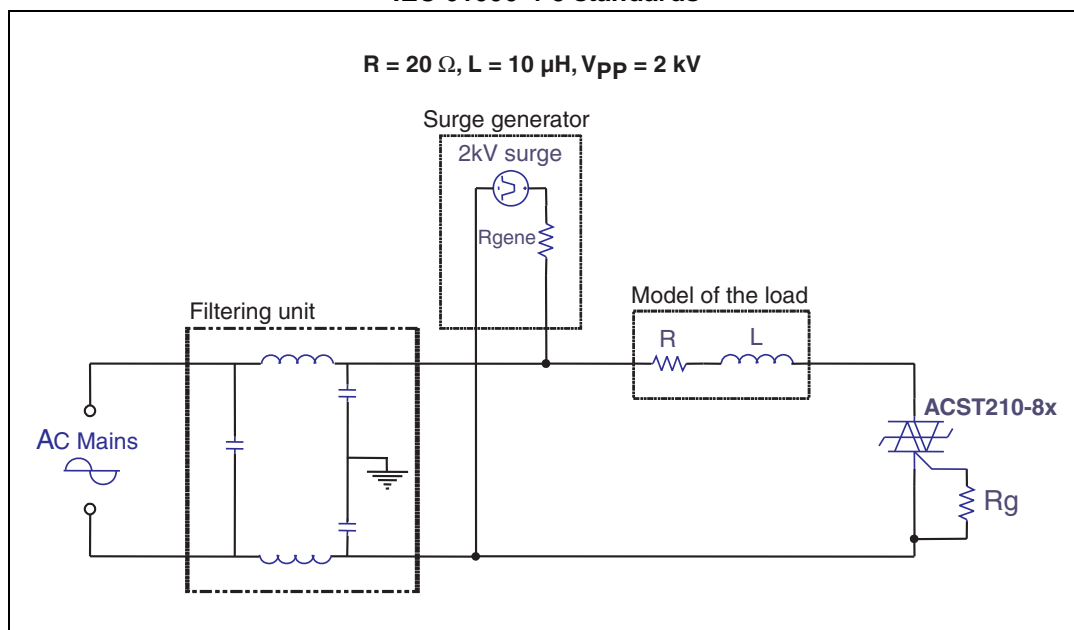 R = 20 Ω, L = 10 µH, VPP = 2 kV
Surge generator
2kV surge
Rgene
Model of the load
R
L
Filtering unit
ACST210-8x
AC Mains
Rg